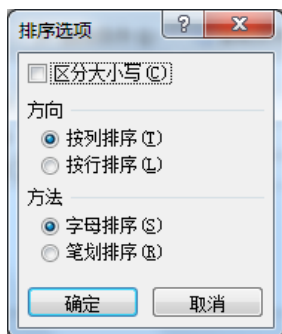 排序选项
区分大小写(C)
方向
按列排序(T)
按行排序(L)
方法
字母排序(S)
笔划排序(R)
确定 取消